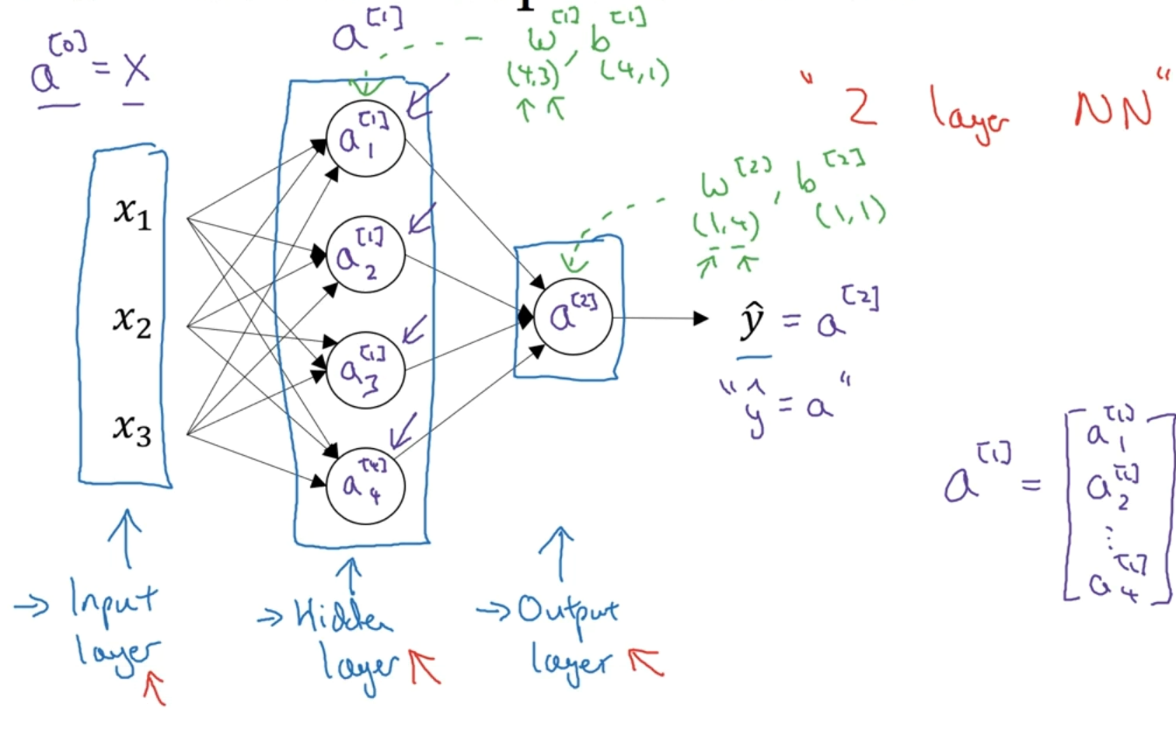 a^[0] = X
a^[1]
w^[1], b^[1]
(4,3) (4,1)
"2 layer NN"
x₁
x₂
x₃
a₁^[1]
a₂^[1]
a₃^[1]
a₄^[4]
w^[2], b^[2]
(1,4) (1,1)
a^[2]
ŷ = a^[2]
"ŷ = a"
a^[1] = [a₁^[1]
a₂^[1]
⋮
a₄^[1]]
→ Input
layer
→ Hidden
layer
→ Output
layer